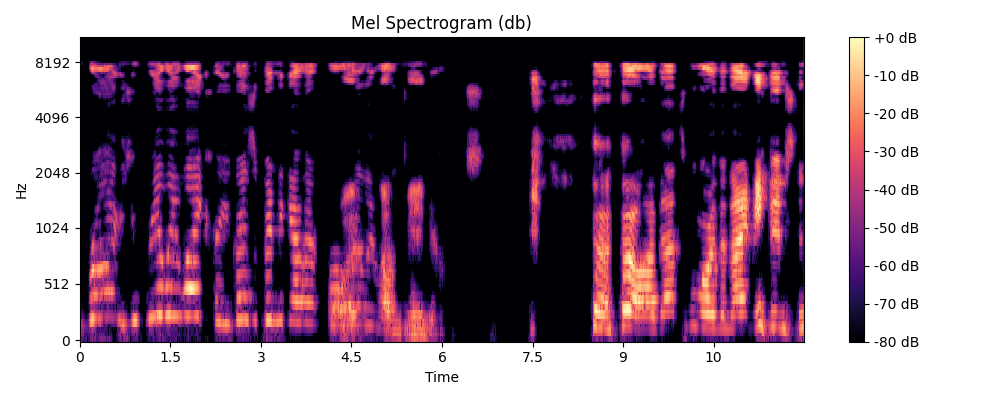 Mel Spectrogram (db)
8192
4096
2048
1024
512
0
Hz
0 1.5 3 4.5 6 7.5 9 10
Time
+0 dB
-10 dB
-20 dB
-30 dB
-40 dB
-50 dB
-60 dB
-70 dB
-80 dB